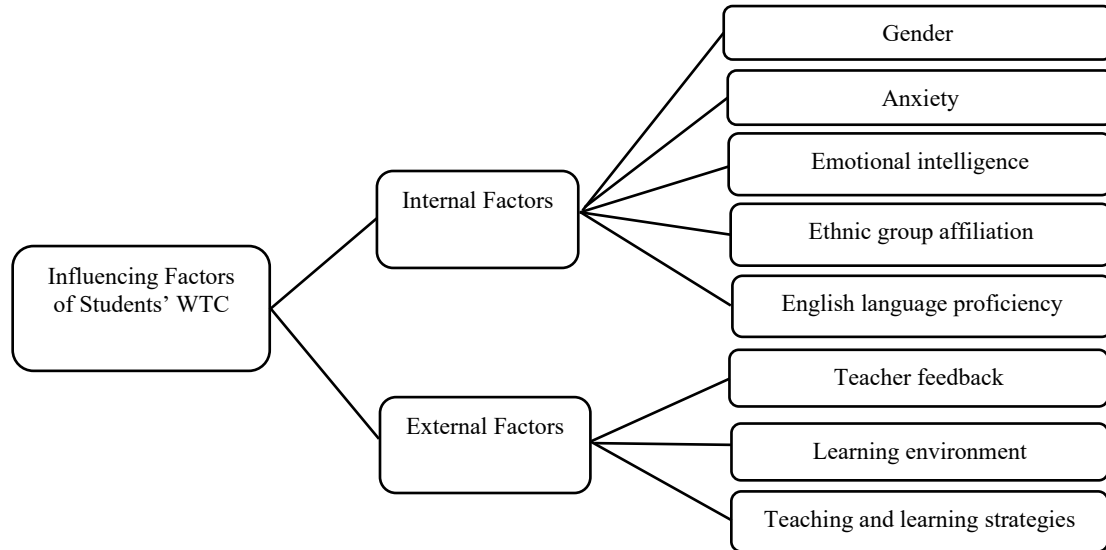 Influencing Factors
of Students’ WTC
Internal Factors
Gender
Anxiety
Emotional intelligence
Ethnic group affiliation
English language proficiency
External Factors
Teacher feedback
Learning environment
Teaching and learning strategies